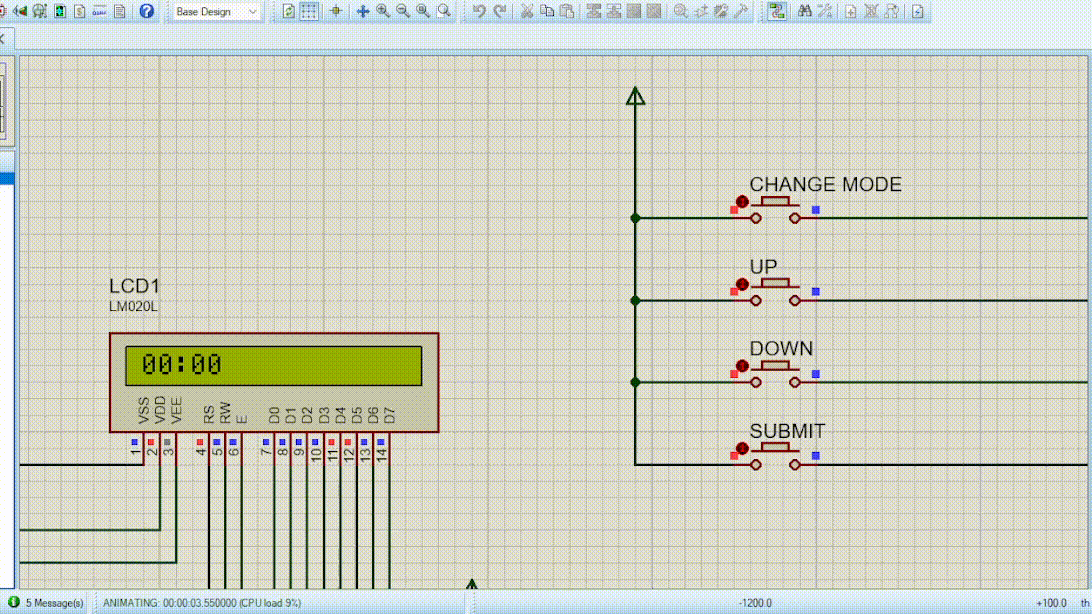 Base Design
CHANGE MODE
UP
LCD1
LM020L
DOWN
00:00
SUBMIT
VSS
VDD
VEE
RS
RW
E
D0
D1
D2
D3
D4
D5
D6
D7
1
2
3
4
5
6
7
8
9
10
11
12
13
14
5 Message(s)
ANIMATING: 00:00:03.550000 (CPU load 9%)
-1200.0
+100.0
th